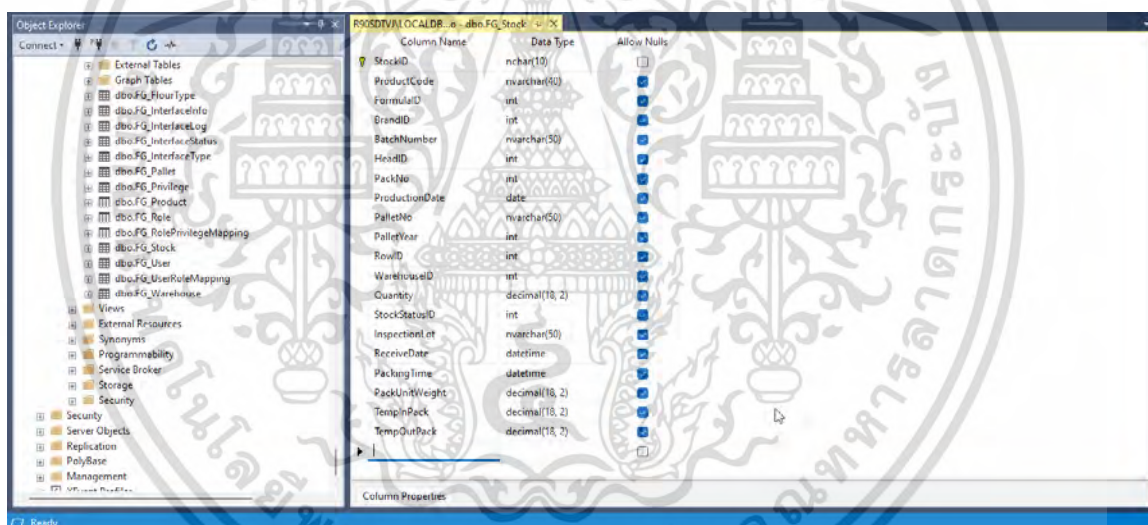 Object Explorer
Connect
External Tables
Graph Tables
dbo.FG_FlourType
dbo.FG_InterfaceInfo
dbo.FG_InterfaceLog
dbo.FG_InterfaceStatus
dbo.FG_InterfaceType
dbo.FG_Pallet
dbo.FG_Privilege
dbo.FG_Product
dbo.FG_Role
dbo.FG_RolePrivilegeMapping
dbo.FG_Stock
dbo.FG_User
dbo.FG_UserRoleMapping
dbo.FG_Warehouse
Views
External Resources
Synonyms
Programmability
Service Broker
Storage
Security
Security
Server Objects
Replication
PolyBase
Management
XEvent Profiler
dbo.FG_Stock
Column Name Data Type Allow Nulls
StockID nchar(10)
ProductCode nvarchar(40)
FormulaID int
BrandID int
BatchNumber nvarchar(50)
HeadID int
PackNo int
ProductionDate date
PalletNo nvarchar(50)
PalletYear int
RowID int
WarehouseID int
Quantity decimal(18, 2)
StockStatusID int
InspectionLot nvarchar(50)
ReceiveDate datetime
PackingTime datetime
PackUnitWeight decimal(18, 2)
TempInPack decimal(18, 2)
TempOutPack decimal(18, 2)
Column Properties
Ready